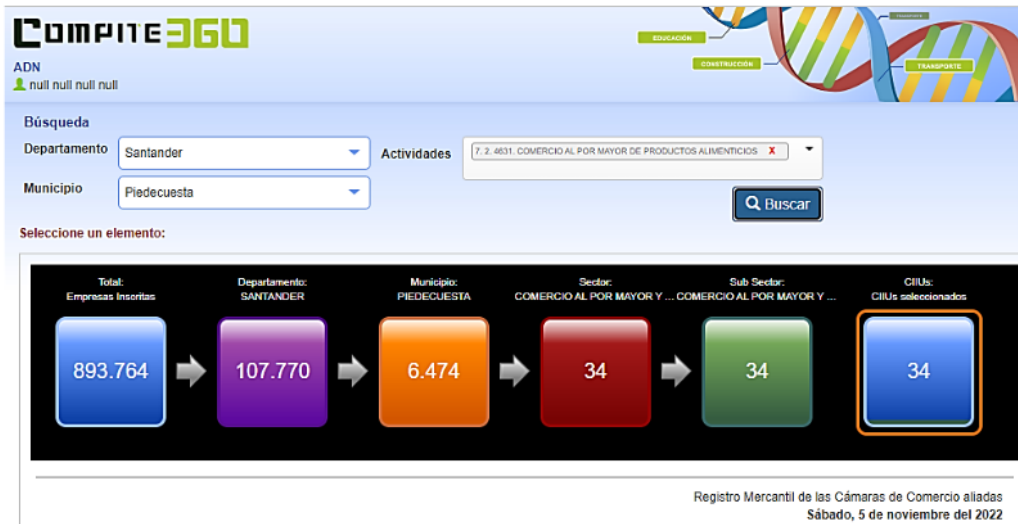 COMPITE360
EDUCACIÓN
CONSTRUCCIÓN
TRANSPORTE
TRANSPORTE
ADN
null null null null
Búsqueda
Departamento Santander Actividades 7. 2. 4631. COMERCIO AL POR MAYOR DE PRODUCTOS ALIMENTICIOS X
Municipio Piedecuesta
Buscar
Seleccione un elemento:
Total: Departamento: Municipio: Sector: Sub Sector: CIIUs:
Empresas Inscritas SANTANDER PIEDECUESTA COMERCIO AL POR MAYOR Y ... COMERCIO AL POR MAYOR Y ... CIIUs seleccionados
893.764 107.770 6.474 34 34 34
Registro Mercantil de las Cámaras de Comercio aliadas
Sábado, 5 de noviembre del 2022